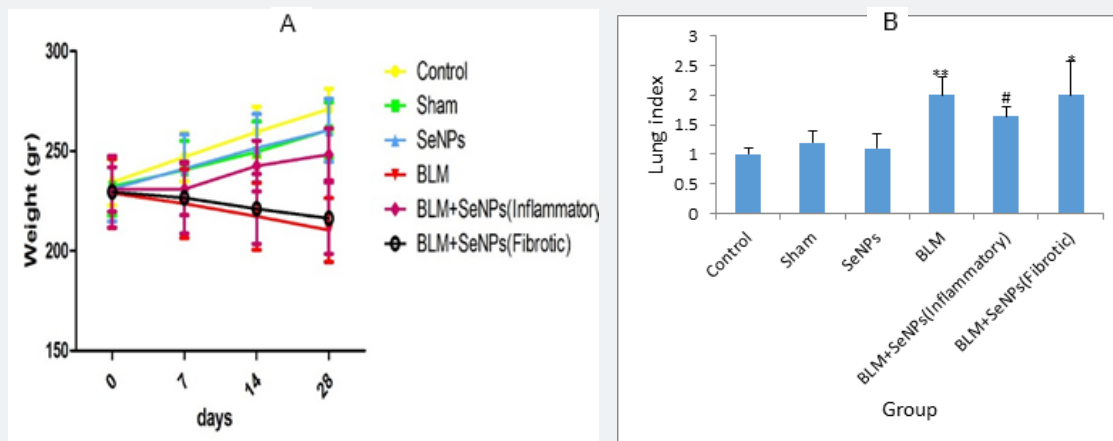 A
300
250
200
150
Weight (gr)
0
7
14
28
days
Control
Sham
SeNPs
BLM
BLM+SeNPs(Inflammatory
BLM+SeNPs(Fibrotic)
B
3
2.5
2
1.5
1
0.5
0
Lung index
**
#
*
Control
Sham
SeNPs
BLM
BLM+SeNPs(Inflammatory)
BLM+SeNPs(Fibrotic)
Group